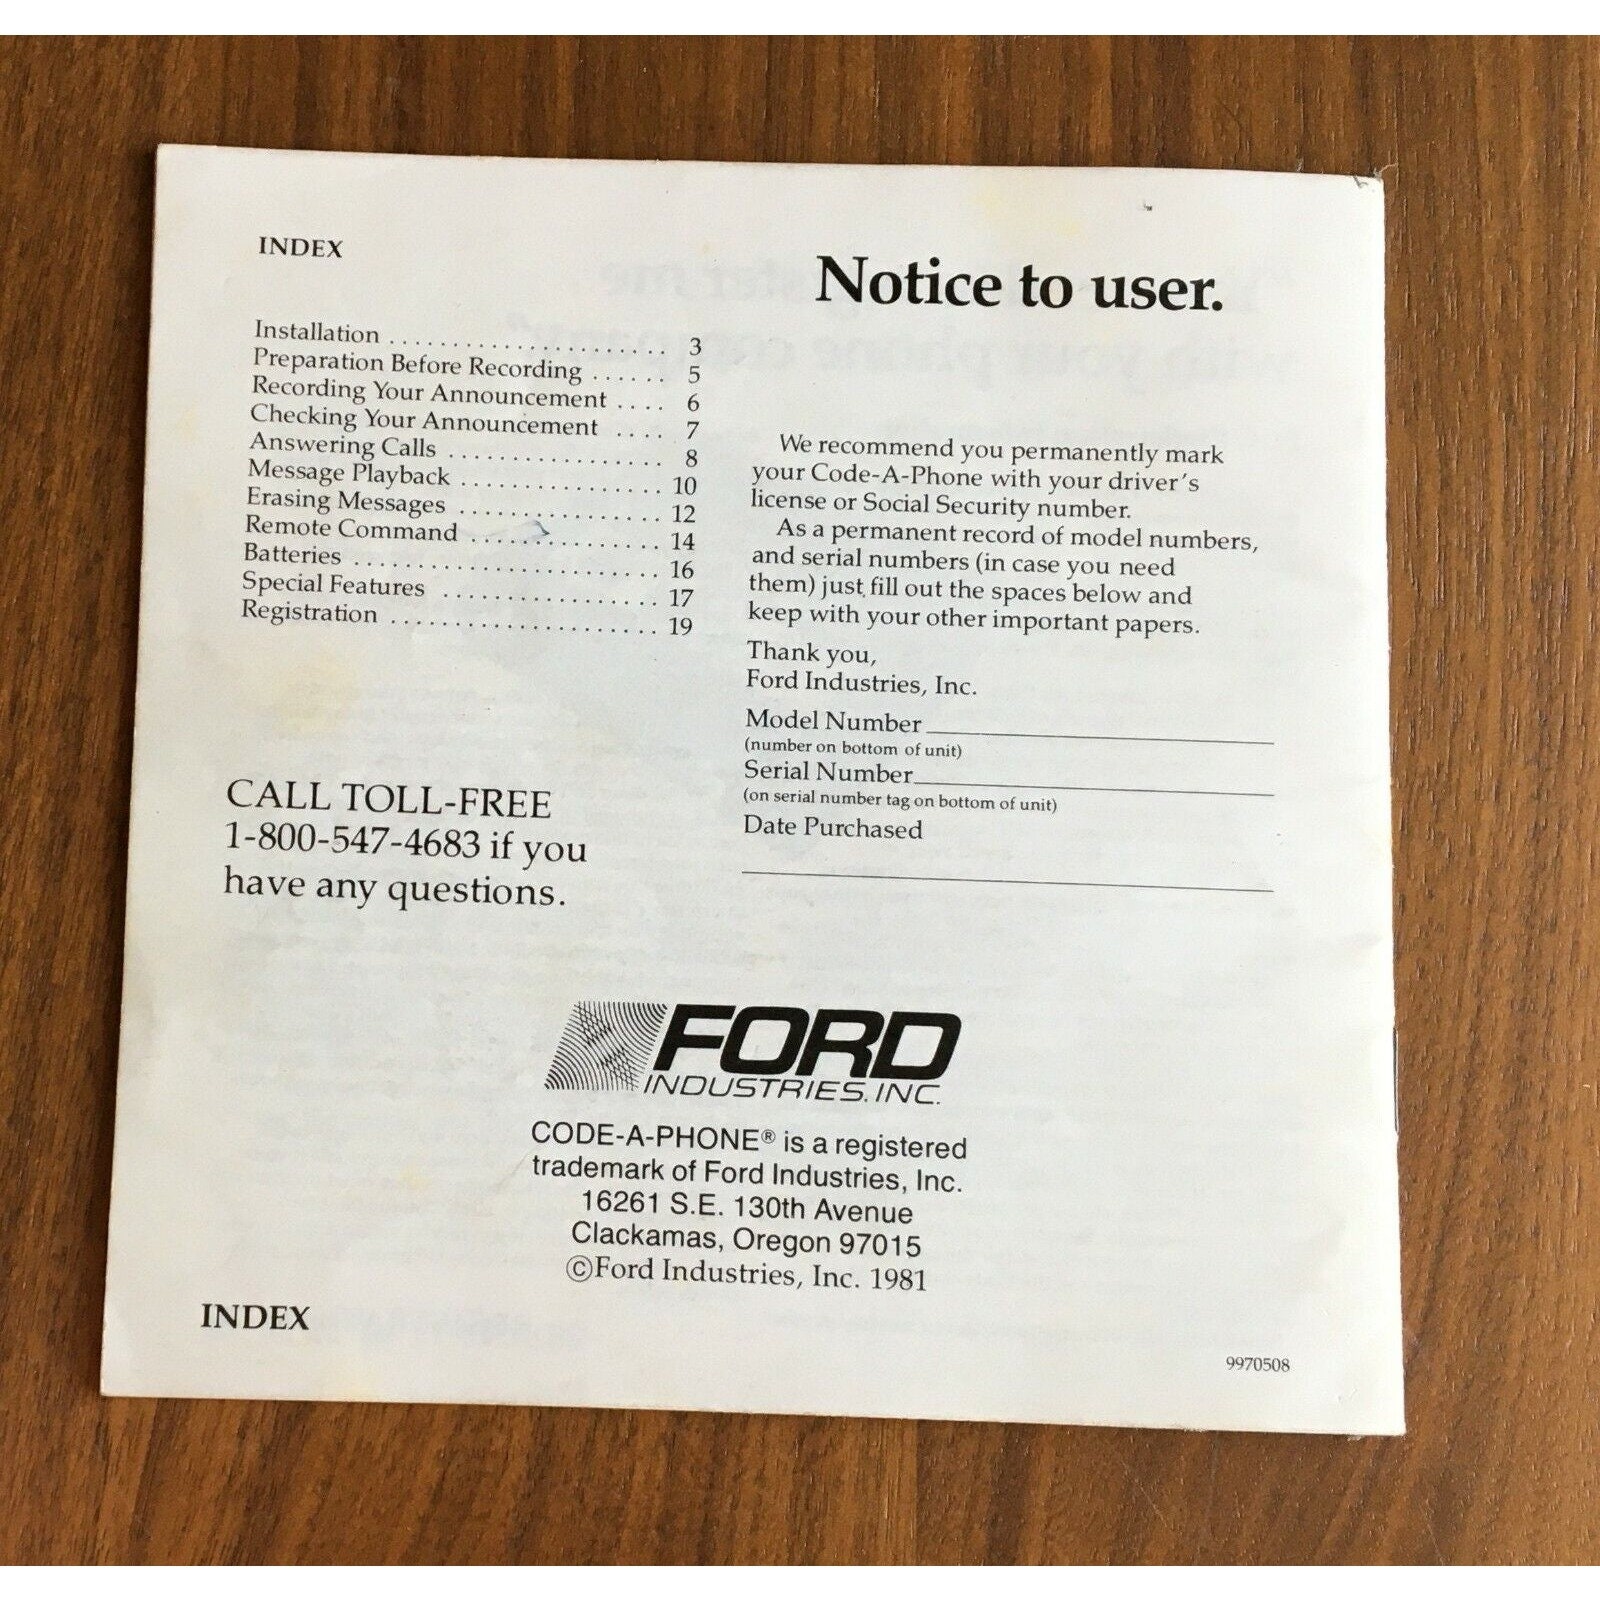 INDEX
Installation ...................... 3
Preparation Before Recording ...... 5
Recording Your Announcement .... 6
Checking Your Announcement .... 7
Answering Calls ................. 8
Message Playback ................ 10
Erasing Messages ................ 12
Remote Command ............... 14
Batteries ........................ 16
Special Features ................. 17
Registration ..................... 19
CALL TOLL-FREE
1-800-547-4683 if you
have any questions.
Notice to user.
We recommend you permanently mark
your Code-A-Phone with your driver's
license or Social Security number.
As a permanent record of model numbers,
and serial numbers (in case you need
them) just fill out the spaces below and
keep with your other important papers.
Thank you,
Ford Industries, Inc.
Model Number
(number on bottom of unit)
Serial Number
(on serial number tag on bottom of unit)
Date Purchased
FORD
INDUSTRIES, INC.
CODE-A-PHONE® is a registered
trademark of Ford Industries, Inc.
16261 S.E. 130th Avenue
Clackamas, Oregon 97015
©Ford Industries, Inc. 1981
INDEX
9970508